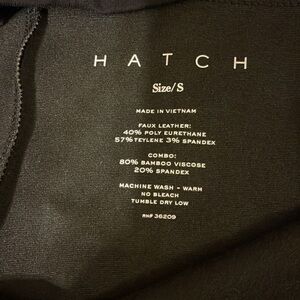 HATCH
Size/S
MADE IN VIETNAM
FAUX LEATHER:
40% POLY EURETHANE
57% TEYLENE 3% SPANDEX
COMBO:
80% BAMBOO VISCOSE
20% SPANDEX
MACHINE WASH - WARM
NO BLEACH
TUMBLE DRY LOW
RN# 36209